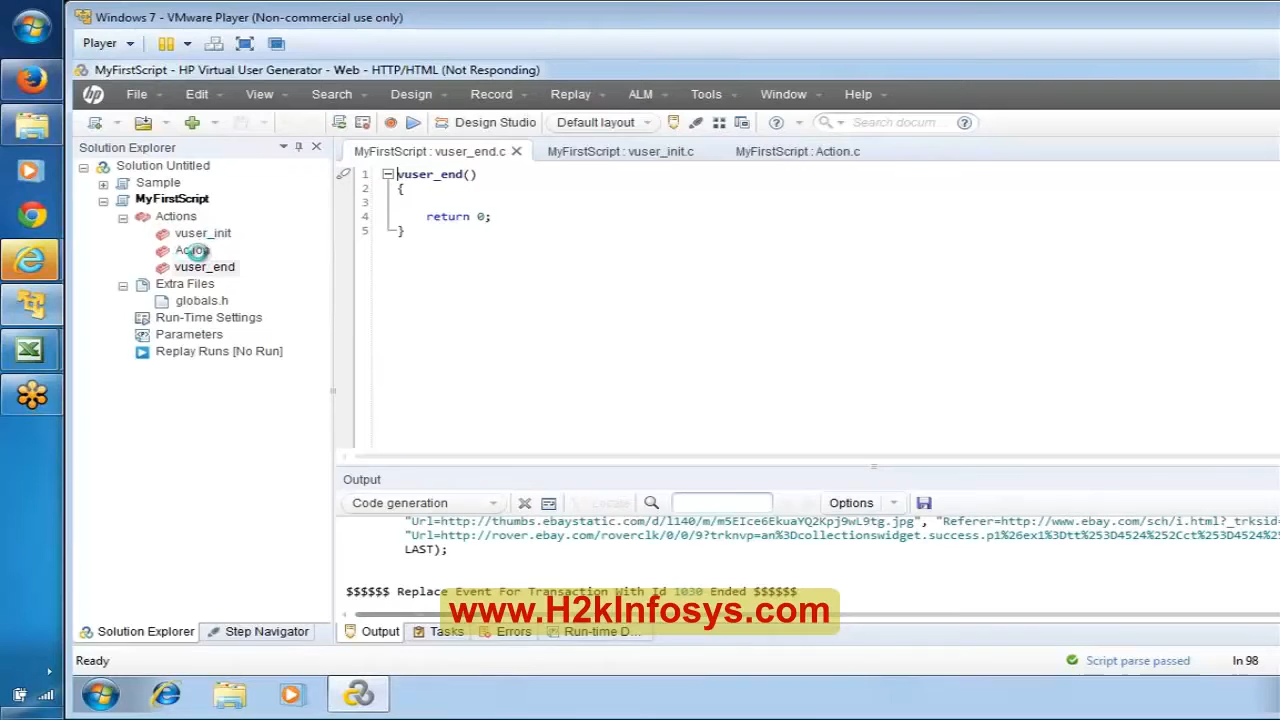 Windows 7 - VMware Player (Non-commercial use only)
Player
MyFirstScript - HP Virtual User Generator - Web - HTTP/HTML (Not Responding)
hp File Edit View Search Design Record Replay ALM Tools Window Help
Design Studio Default layout Search docum
Solution Explorer
MyFirstScript : vuser_end.c MyFirstScript : vuser_init.c MyFirstScript : Action.c
Solution Untitled
Sample
MyFirstScript
Actions
vuser_init
Action
vuser_end
Extra Files
globals.h
Run-Time Settings
Parameters
Replay Runs [No Run]
1 vuser_end()
2 {
3
4 return 0;
5 }
Output
Code generation Locate Options
"Url=http://thumbs.ebaystatic.com/d/l140/m/m5EIce6EkuaYQ2Kpj9wL9tg.jpg", "Referer=http://www.ebay.com/sch/i.html?_trksid
"Url=http://rover.ebay.com/roverclk/0/0/9?trknvp=an%3Dcollectionswidget.success.p1%26ex1%3Dtt%253D4524%252Cct%253D4524%25
LAST);
$$$$$$ Replace Event For Transaction With Id 1030 Ended $$$$$$
www.H2kInfosys.com
Solution Explorer Step Navigator Output Tasks Errors Run-time D...
Ready Script parse passed ln 98